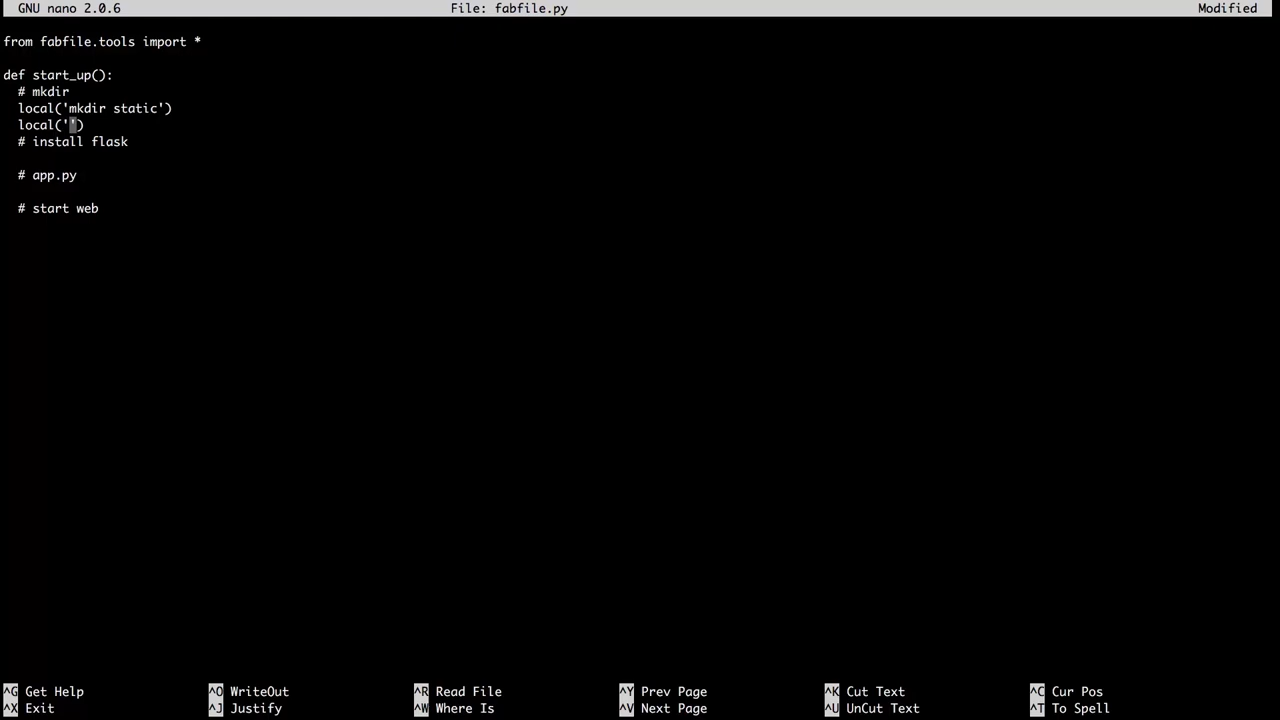 GNU nano 2.0.6 File: fabfile.py Modified
from fabfile.tools import *
def start_up():
# mkdir
local('mkdir static')
local('')
# install flask
# app.py
# start web
^G Get Help ^O WriteOut ^R Read File ^Y Prev Page ^K Cut Text ^C Cur Pos
^X Exit ^J Justify ^W Where Is ^V Next Page ^U UnCut Text ^T To Spell